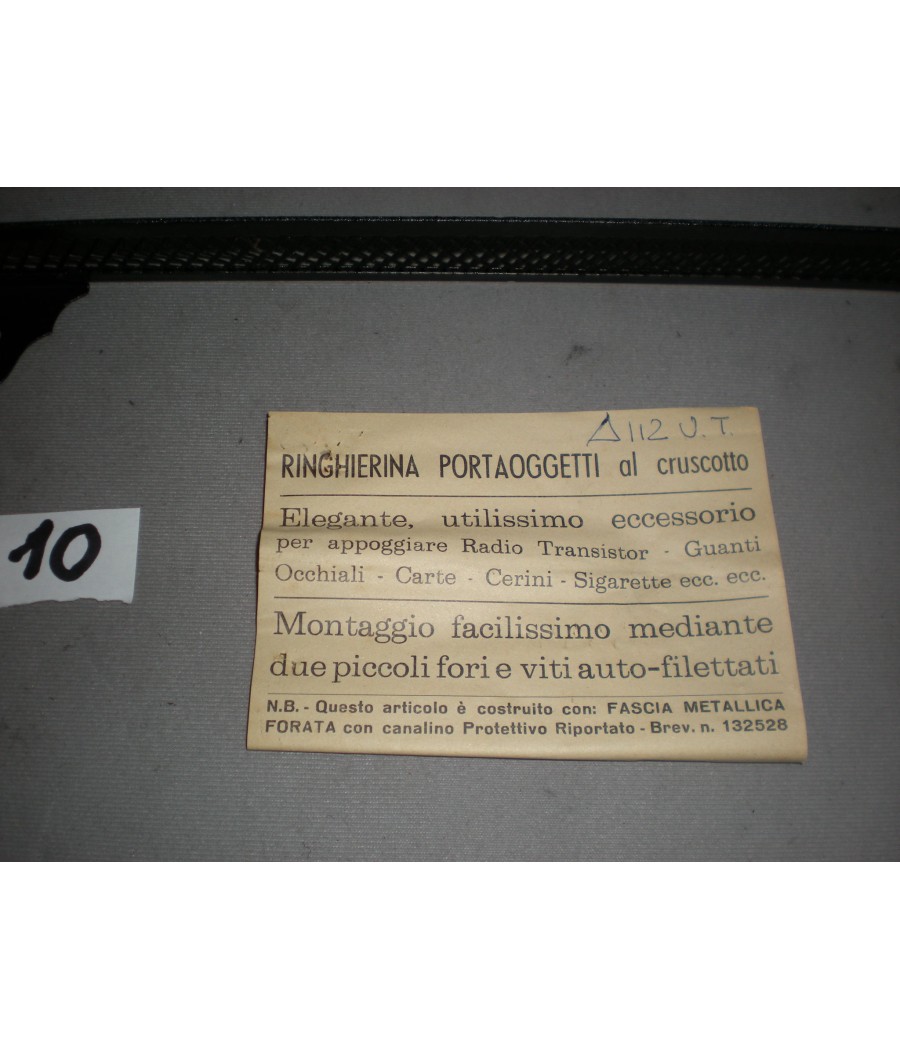 A112 U.T.
RINGHIERINA PORTAOGGETTI al cruscotto
Elegante, utilissimo eccessorio
per appoggiare Radio Transistor - Guanti
Occhiali - Carte - Cerini - Sigarette ecc. ecc.
Montaggio facilissimo mediante
due piccoli fori e viti auto-filettati
N.B. - Questo articolo è costruito con: FASCIA METALLICA
FORATA con canalino Protettivo Riportato - Brev. n. 132528
10